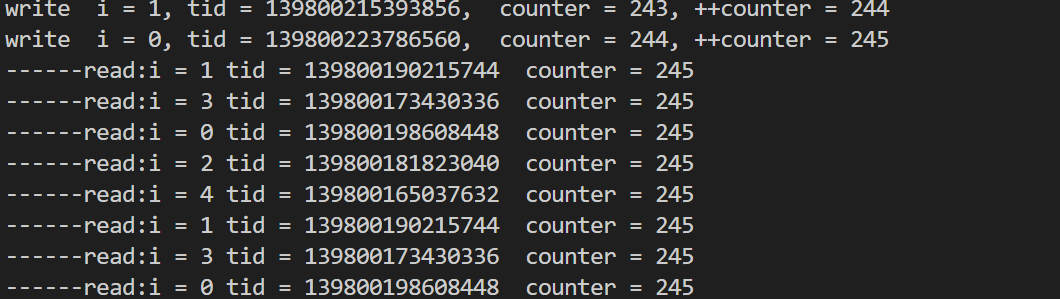 write  i = 1, tid = 139800215393856,  counter = 243, ++counter = 244
write  i = 0, tid = 139800223786560,  counter = 244, ++counter = 245
------read:i = 1 tid = 139800190215744  counter = 245
------read:i = 3 tid = 139800173430336  counter = 245
------read:i = 0 tid = 139800198608448  counter = 245
------read:i = 2 tid = 139800181823040  counter = 245
------read:i = 4 tid = 139800165037632  counter = 245
------read:i = 1 tid = 139800190215744  counter = 245
------read:i = 3 tid = 139800173430336  counter = 245
------read:i = 0 tid = 139800198608448  counter = 245